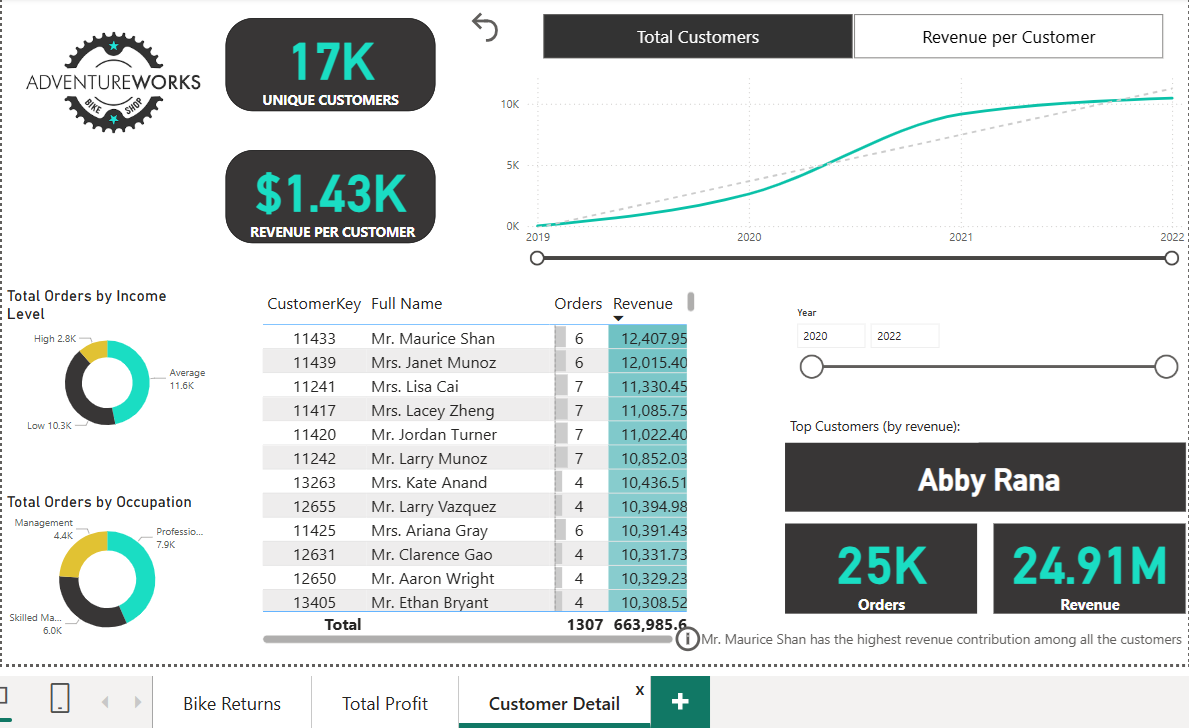 ADVENTUREWORKS
BIKE SHOP
17K
UNIQUE CUSTOMERS
$1.43K
REVENUE PER CUSTOMER
Total Customers
Revenue per Customer
10K
5K
0K
2019
2020
2021
2022
Total Orders by Income
Level
High 2.8K
Average
11.6K
Low 10.3K
Total Orders by Occupation
Management
4.4K
Professio...
7.9K
Skilled Ma...
6.0K
CustomerKey Full Name Orders Revenue
11433 Mr. Maurice Shan 6 12,407.95
11439 Mrs. Janet Munoz 6 12,015.40
11241 Mrs. Lisa Cai 7 11,330.45
11417 Mrs. Lacey Zheng 7 11,085.75
11420 Mr. Jordan Turner 7 11,022.40
11242 Mr. Larry Munoz 7 10,852.03
13263 Mrs. Kate Anand 4 10,436.51
12655 Mr. Larry Vazquez 4 10,394.98
11425 Mrs. Ariana Gray 6 10,391.43
12631 Mr. Clarence Gao 4 10,331.73
12650 Mr. Aaron Wright 4 10,329.23
13405 Mr. Ethan Bryant 4 10,308.52
Total 1307 663,985.6
Year
2020 2022
Top Customers (by revenue):
Abby Rana
25K
Orders
24.91M
Revenue
Mr. Maurice Shan has the highest revenue contribution among all the customers
Bike Returns
Total Profit
Customer Detail
x
+